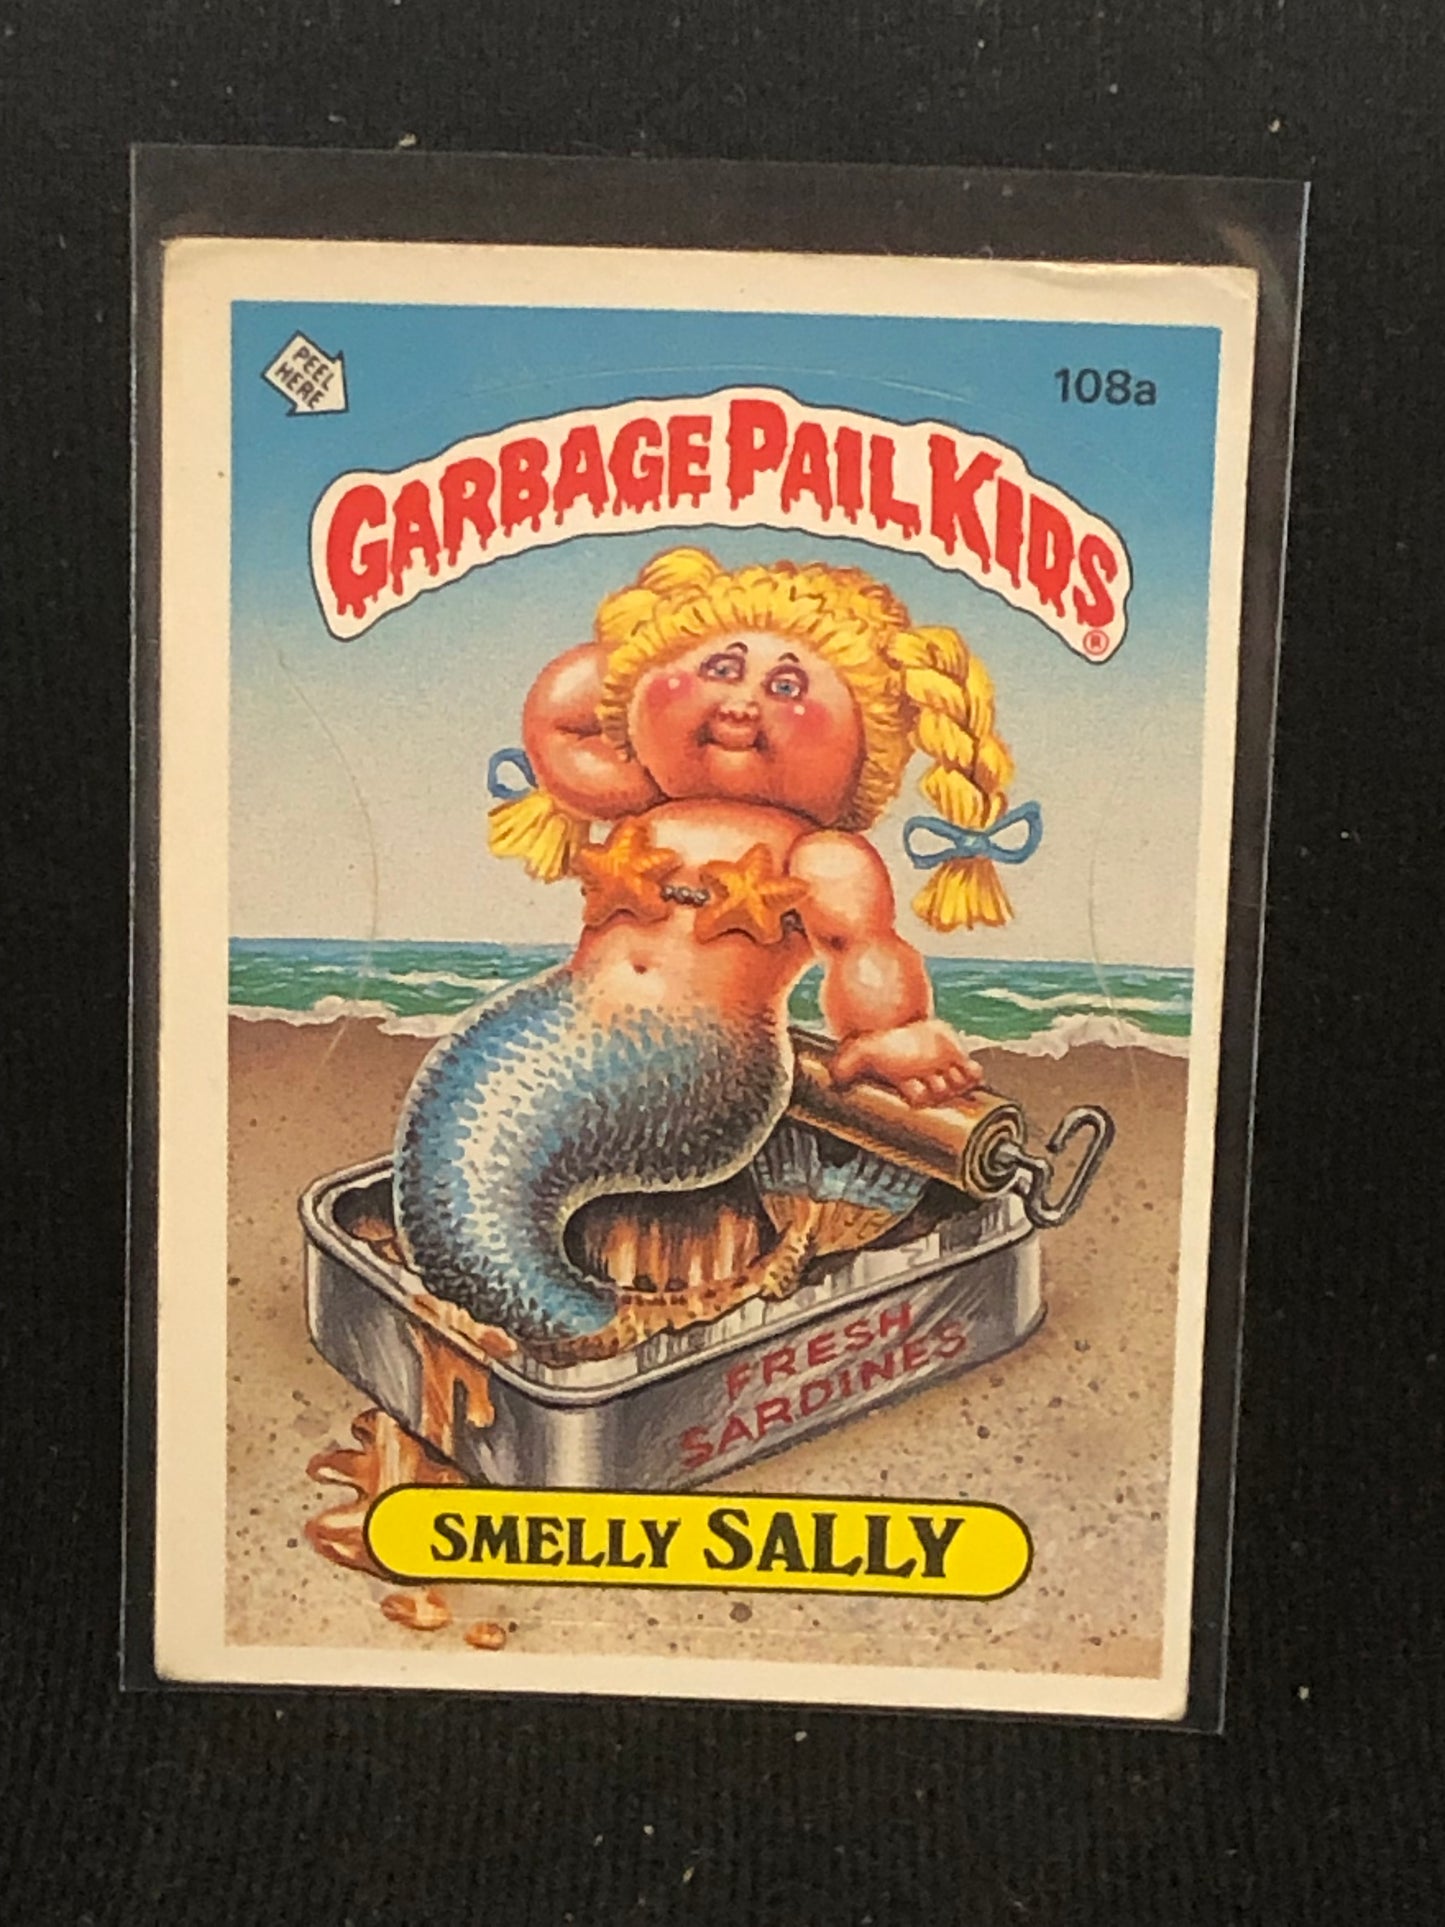 PEEL
HERE
108a
GARBAGE PAIL KIDS
®
FRESH
SARDINES
SMELLY SALLY